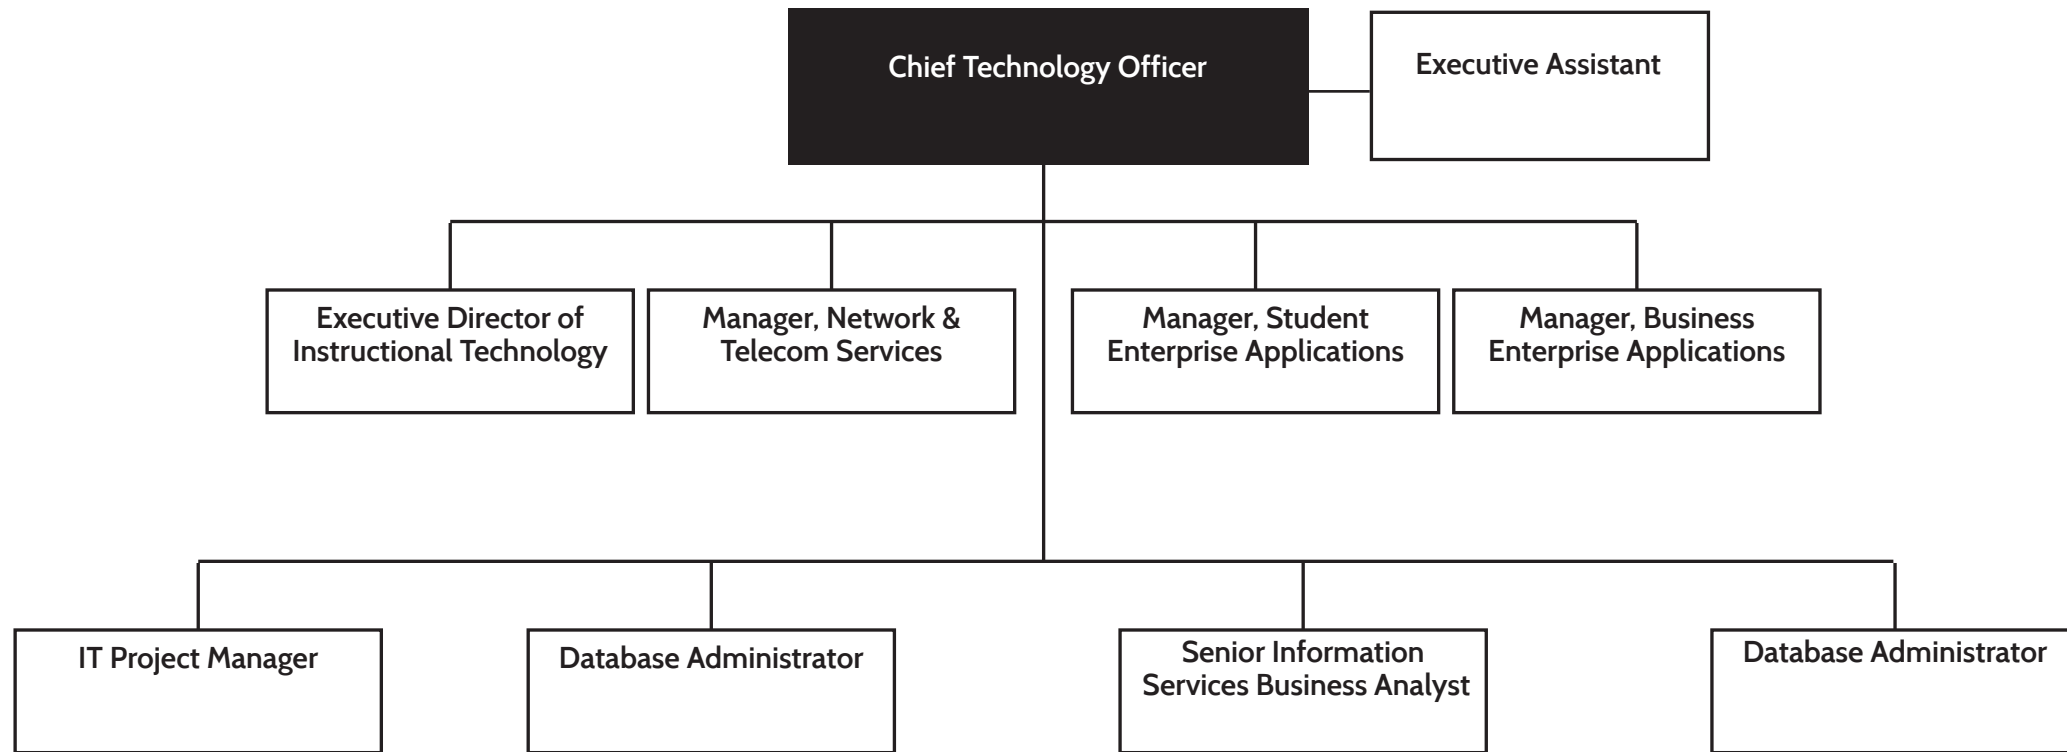 Chief Technology Officer
Executive Assistant
Executive Director of
Instructional Technology
Manager, Network &
Telecom Services
Manager, Student
Enterprise Applications
Manager, Business
Enterprise Applications
IT Project Manager
Database Administrator
Senior Information
Services Business Analyst
Database Administrator